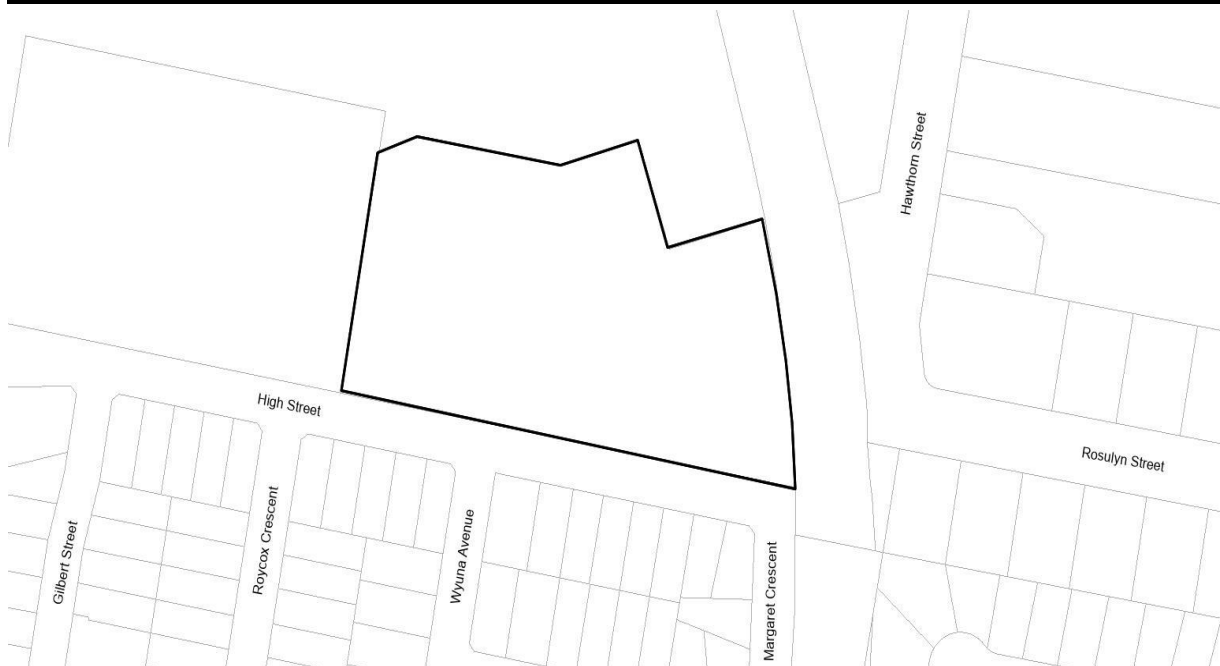 Hawthorn Street
High Street
Rosulyn Street
Gilbert Street
Roycox Crescent
Wyuna Avenue
Margaret Crescent